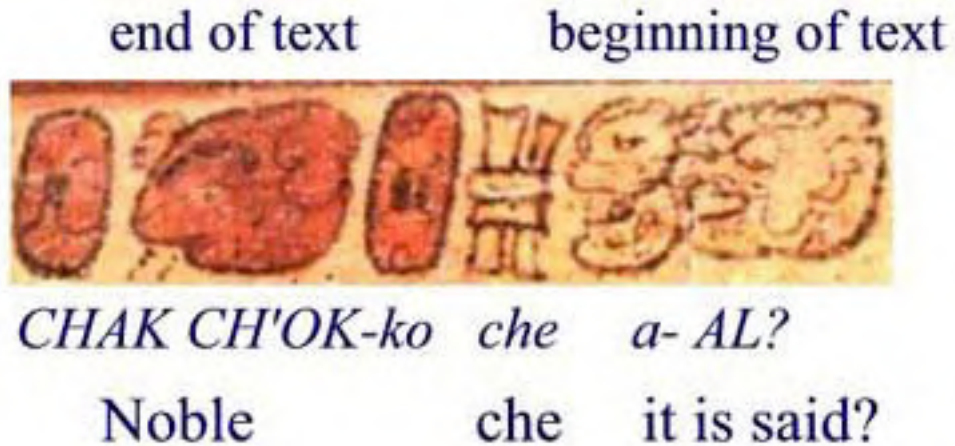 end of text beginning of text
CHAK CH'OK-ko che a- AL?
Noble che it is said?